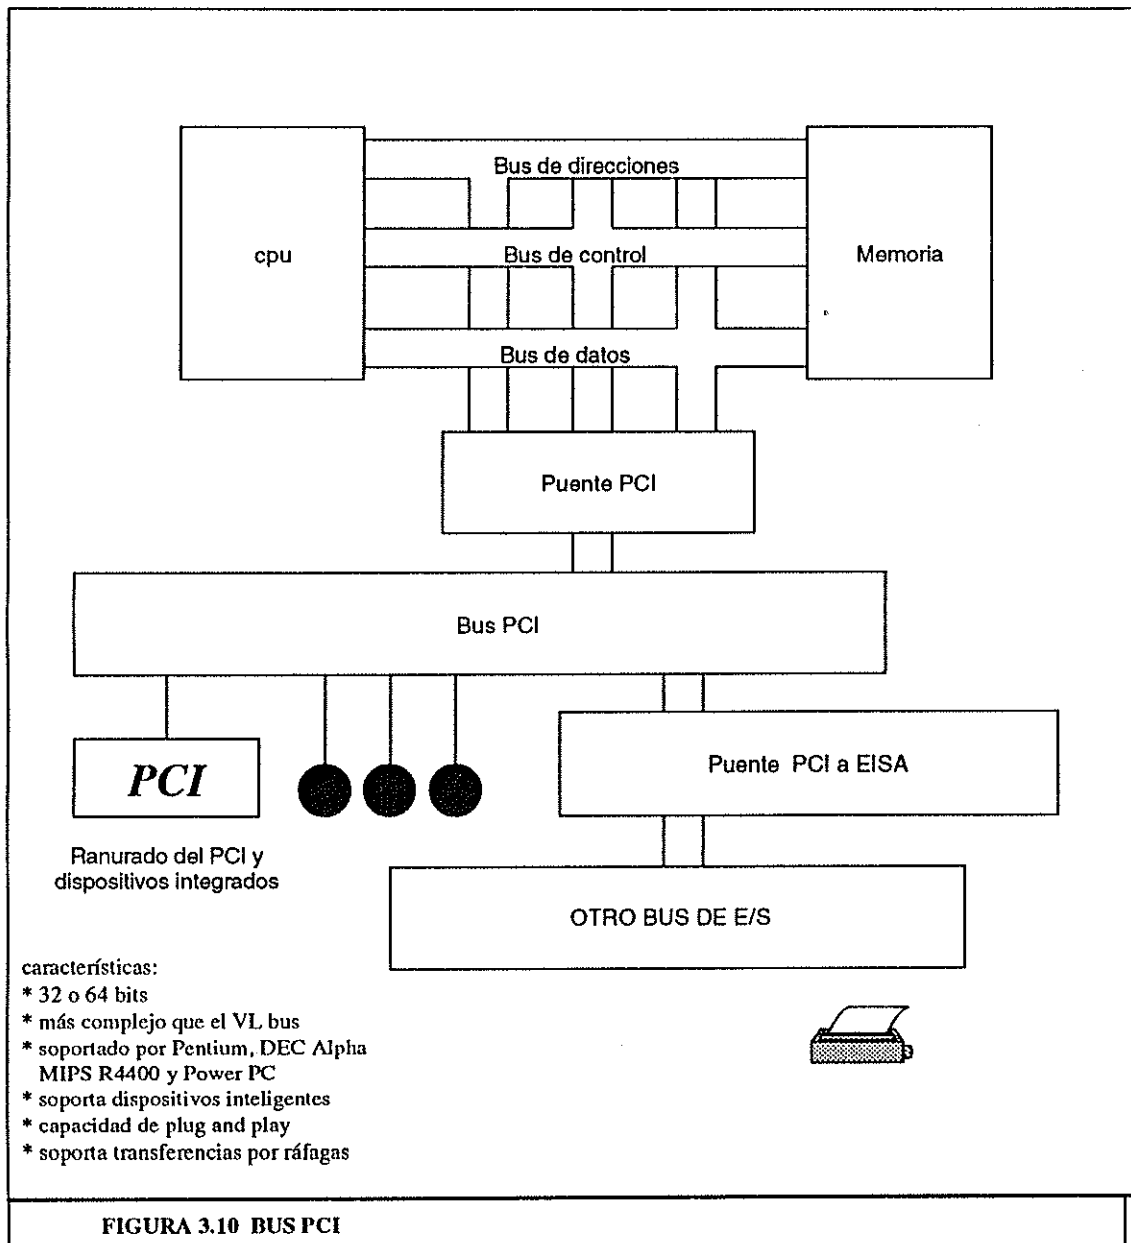 Bus de direcciones
cpu
Bus de control
Memoria
Bus de datos
Puente PCI
Bus PCI
PCI
Puente PCI a EISA
Ranurado del PCI y
dispositivos integrados
OTRO BUS DE E/S
características:
* 32 o 64 bits
* más complejo que el VL bus
* soportado por Pentium, DEC Alpha
MIPS R4400 y Power PC
* soporta dispositivos inteligentes
* capacidad de plug and play
* soporta transferencias por ráfagas
FIGURA 3.10 BUS PCI